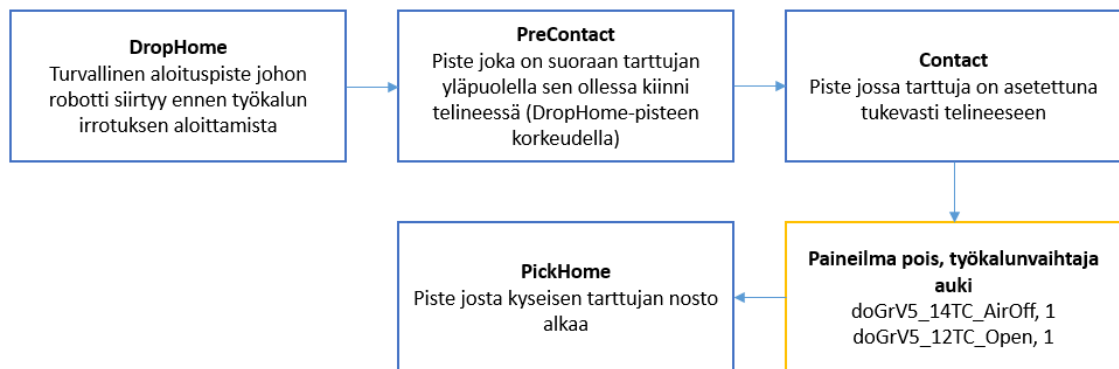 DropHome
Turvallinen aloituspiste johon
robotti siirtyy ennen työkalun
irrotuksen aloittamista
PreContact
Piste joka on suoraan tarttujan
yläpuolella sen ollessa kiinni
telineessä (DropHome-pisteen
korkeudella)
Contact
Piste jossa tarttuja on asetettuna
tukevasti telineeseen
Paineilma pois, työkalunvaihtaja
auki
doGrV5_14TC_AirOff, 1
doGrV5_12TC_Open, 1
PickHome
Piste josta kyseisen tarttujan nosto
alkaa